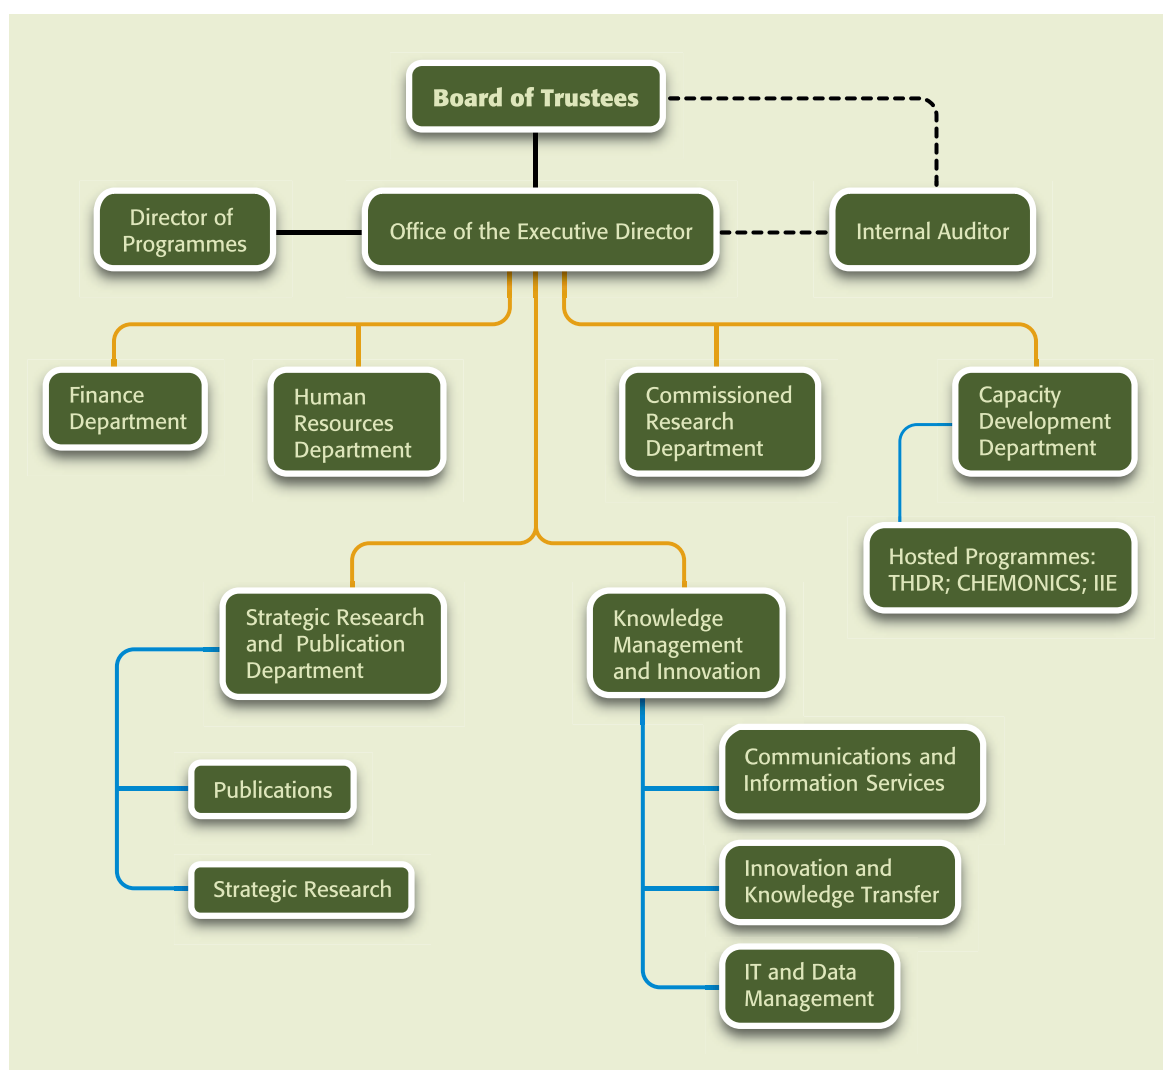 Board of Trustees
Director of
Programmes
Office of the Executive Director
Internal Auditor
Finance
Department
Human
Resources
Department
Commissioned
Research
Department
Capacity
Development
Department
Hosted Programmes:
THDR; CHEMONICS; IIE
Strategic Research
and Publication
Department
Knowledge
Management
and Innovation
Publications
Strategic Research
Communications and
Information Services
Innovation and
Knowledge Transfer
IT and Data
Management